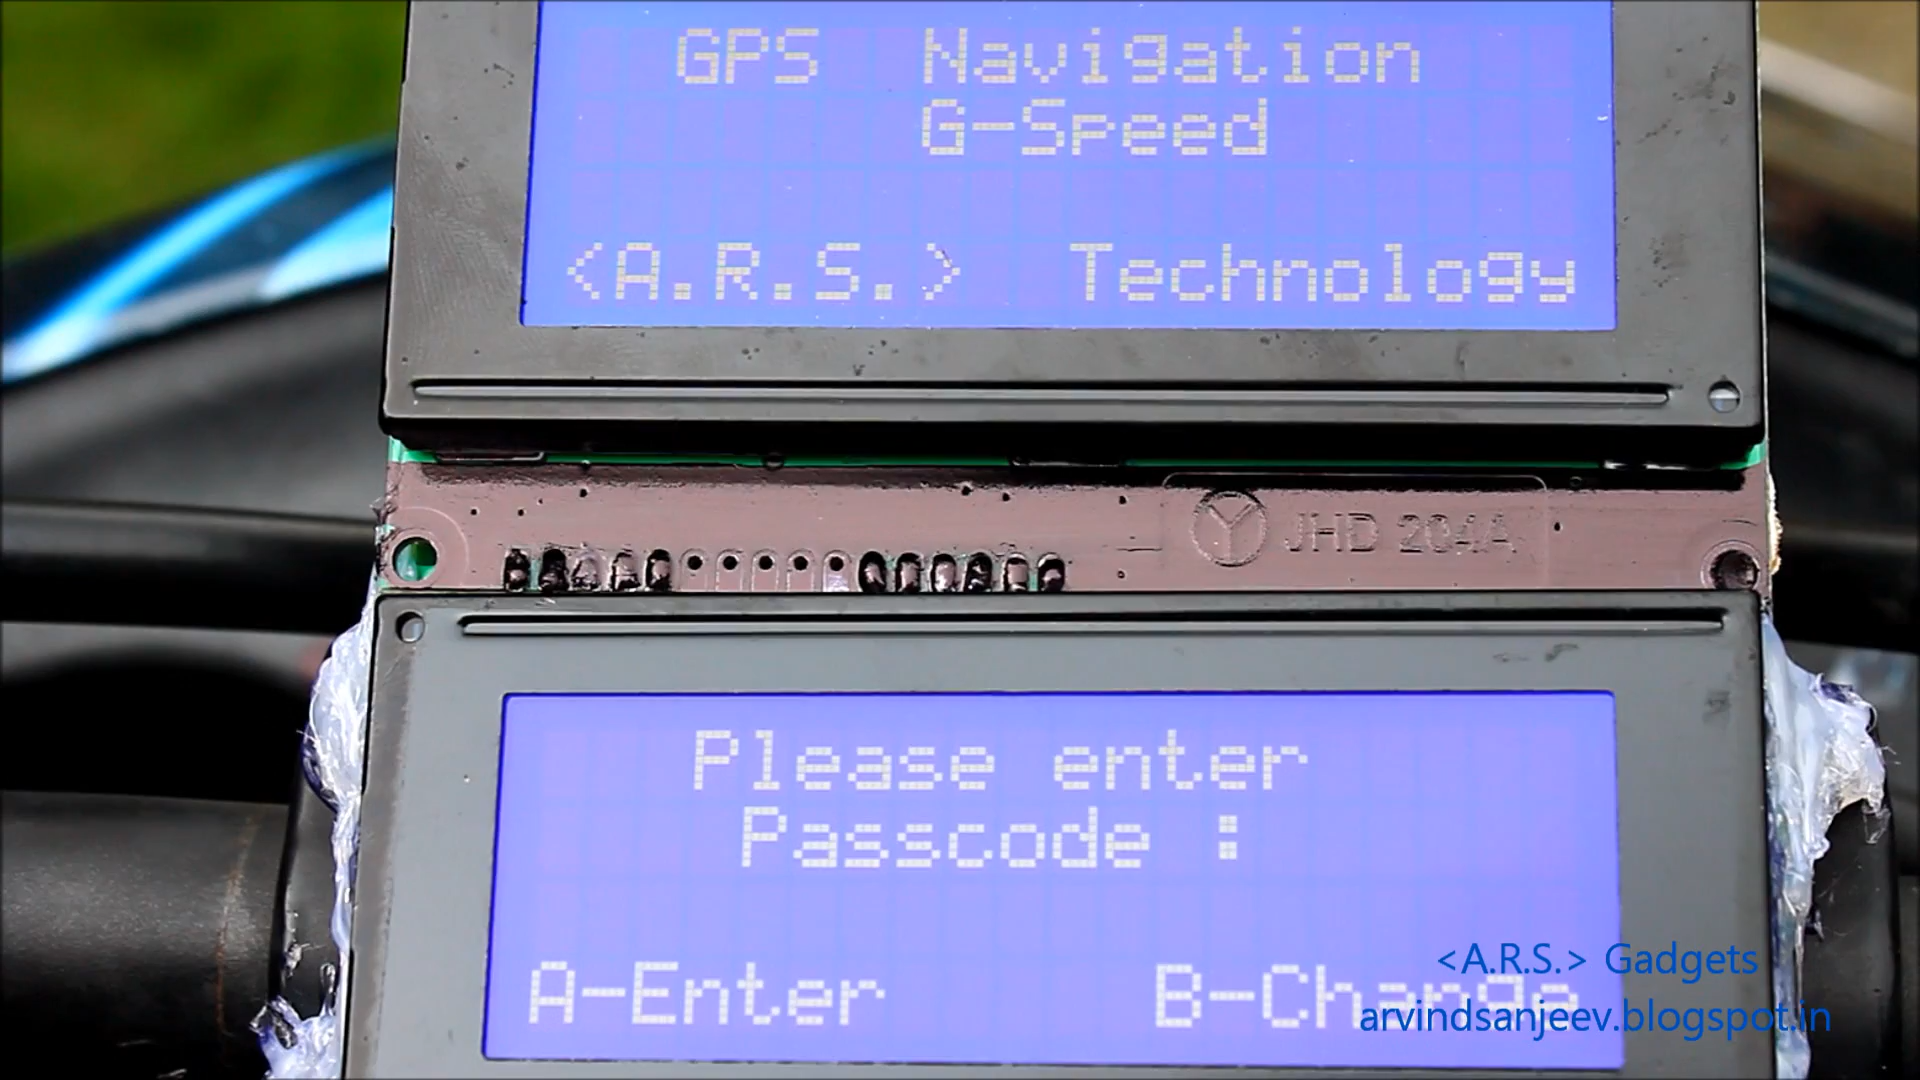 GPS Navigation
G-Speed
<A.R.S.> Technology
JHD 204A
Please enter
Passcode :
A-Enter B-Change
<A.R.S.> Gadgets
arvindsanjeev.blogspot.in